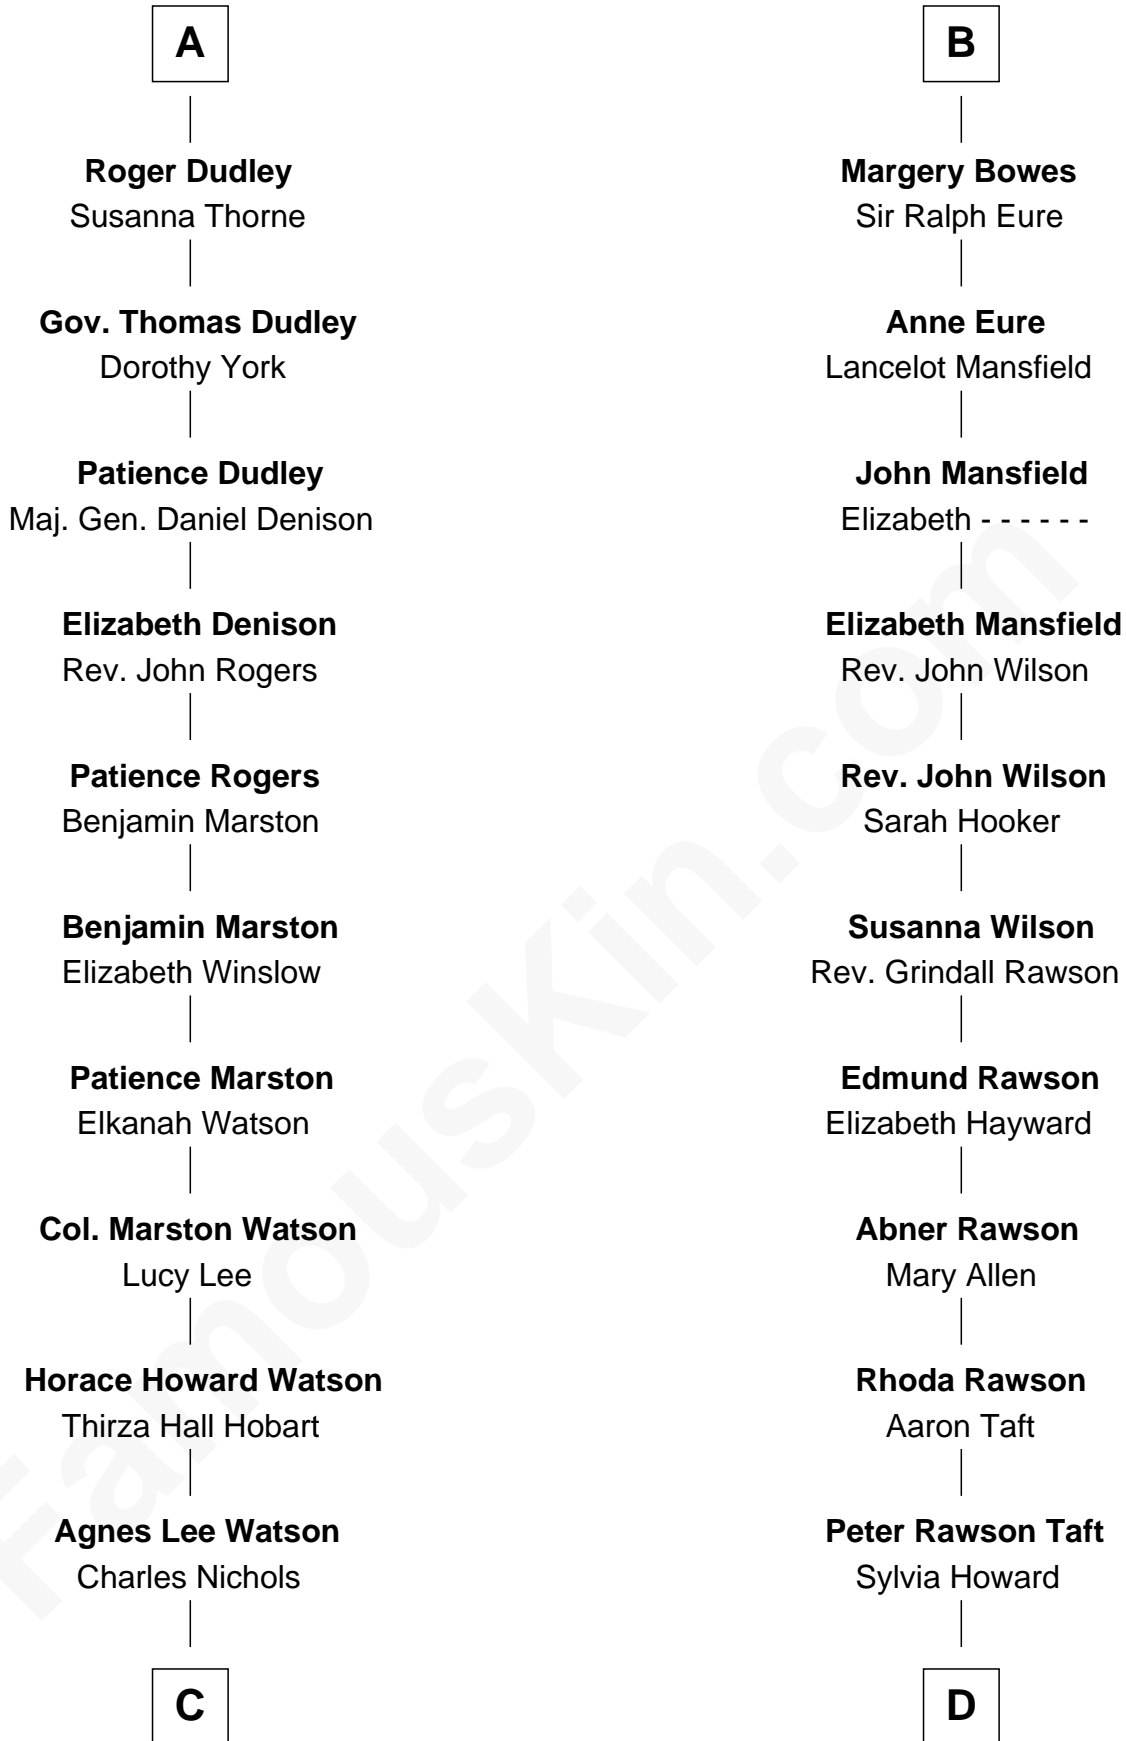 A
Roger Dudley
Susanna Thorne
Gov. Thomas Dudley
Dorothy York
Patience Dudley
Maj. Gen. Daniel Denison
Elizabeth Denison
Rev. John Rogers
Patience Rogers
Benjamin Marston
Benjamin Marston
Elizabeth Winslow
Patience Marston
Elkanah Watson
Col. Marston Watson
Lucy Lee
Horace Howard Watson
Thirza Hall Hobart
Agnes Lee Watson
Charles Nichols
C
B
Margery Bowes
Sir Ralph Eure
Anne Eure
Lancelot Mansfield
John Mansfield
Elizabeth - - - - - -
Elizabeth Mansfield
Rev. John Wilson
Rev. John Wilson
Sarah Hooker
Susanna Wilson
Rev. Grindall Rawson
Edmund Rawson
Elizabeth Hayward
Abner Rawson
Mary Allen
Rhoda Rawson
Aaron Taft
Peter Rawson Taft
Sylvia Howard
D
FamousKin.com